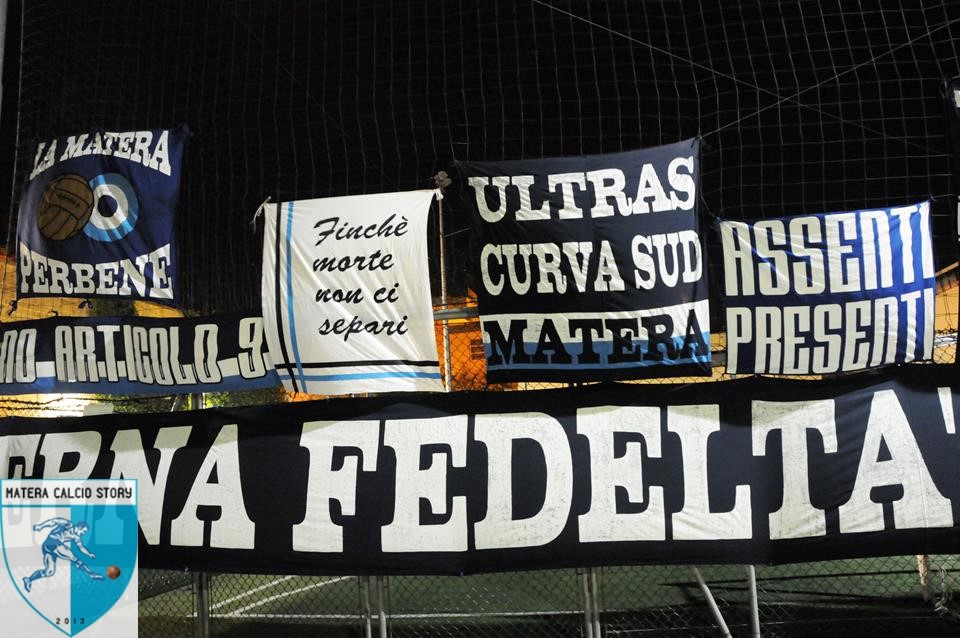 LA MATERA
PERBENE
Finchè
morte
non ci
separi
ULTRAS
CURVA SUD
MATERA
ASSENTI
PRESENTI
NO ARTICOLO 9
ERNA FEDELTA'
MATERA CALCIO STORY
2013